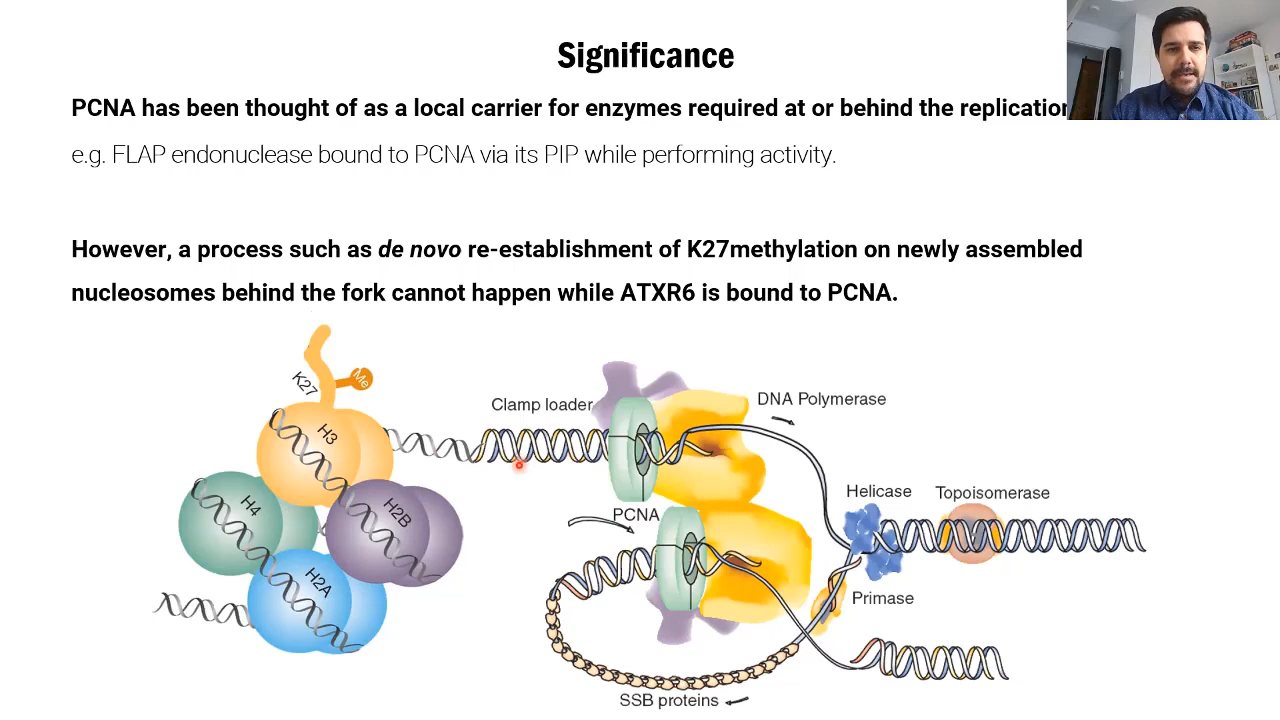 Significance
PCNA has been thought of as a local carrier for enzymes required at or behind the replication
e.g. FLAP endonuclease bound to PCNA via its PIP while performing activity.
However, a process such as de novo re-establishment of K27methylation on newly assembled
nucleosomes behind the fork cannot happen while ATXR6 is bound to PCNA.
K27
Me
H3
H4
H2B
H2A
Clamp loader
DNA Polymerase
PCNA
Helicase
Topoisomerase
Primase
SSB proteins